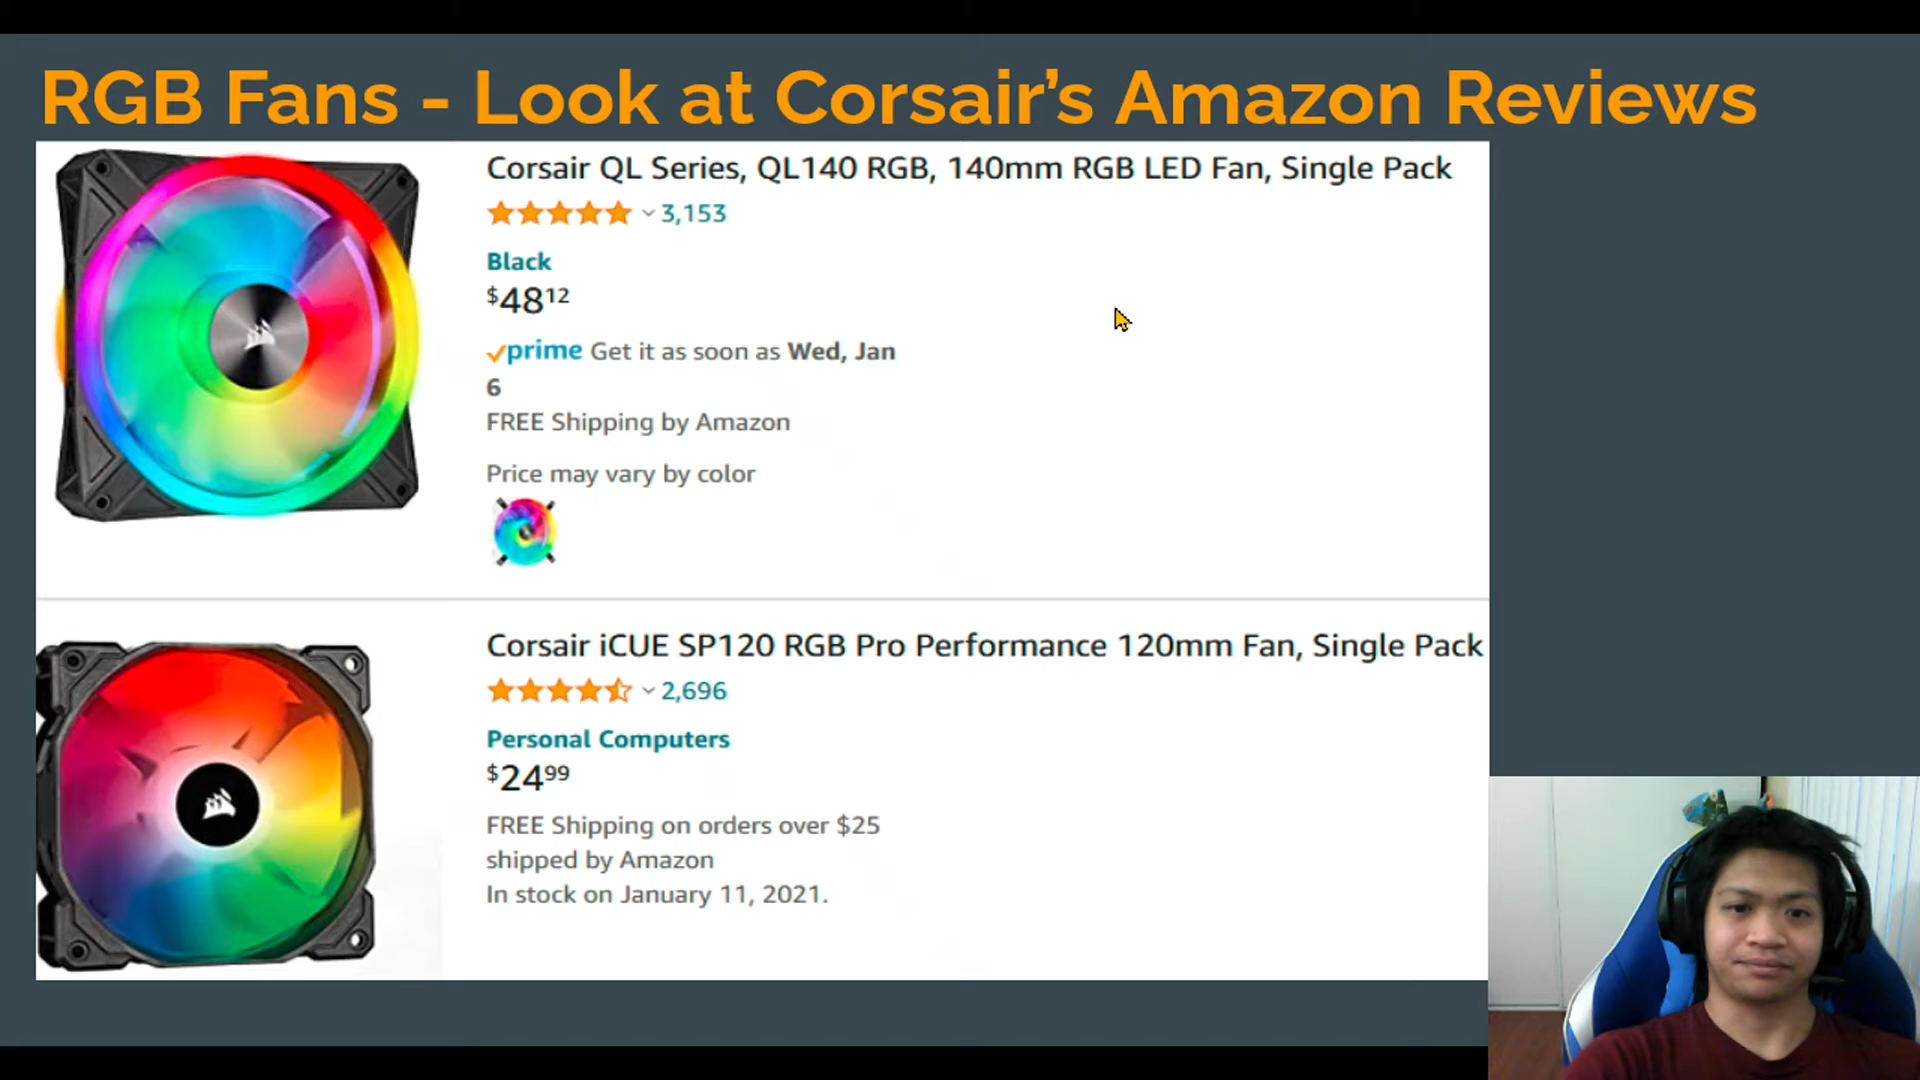 RGB Fans - Look at Corsair's Amazon Reviews
Corsair QL Series, QL140 RGB, 140mm RGB LED Fan, Single Pack
3,153
Black
$48 12
prime Get it as soon as Wed, Jan
6
FREE Shipping by Amazon
Price may vary by color
Corsair iCUE SP120 RGB Pro Performance 120mm Fan, Single Pack
2,696
Personal Computers
$24 99
FREE Shipping on orders over $25
shipped by Amazon
In stock on January 11, 2021.